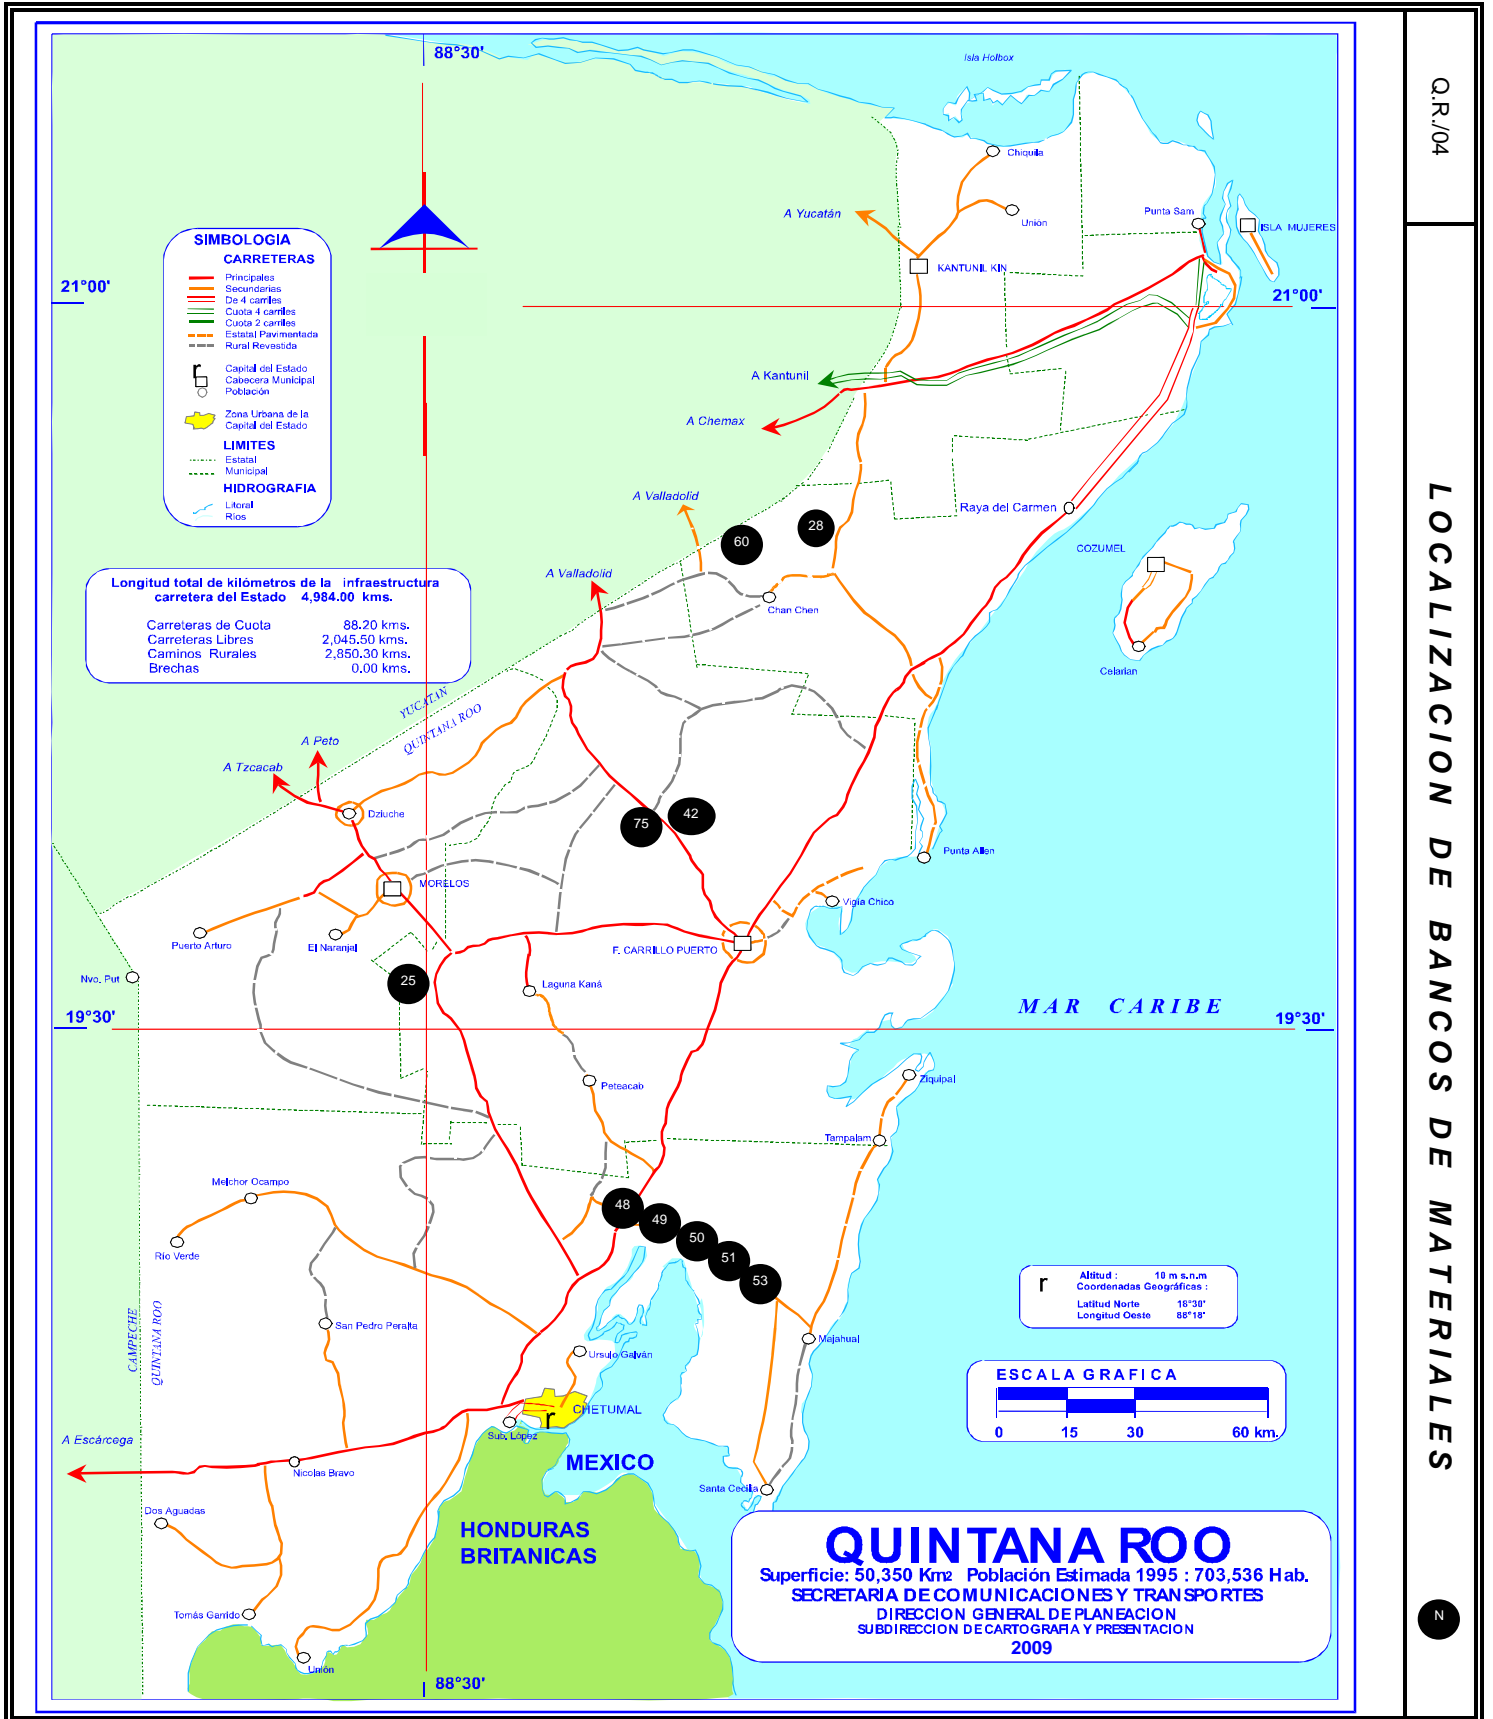 88°30'
Isla Holbox
Q.R./04
Chiquila
A Yucatán
Unión
Punta Sam
ISLA MUJERES
KANTUNIL KIN
SIMBOLOGIA
CARRETERAS
Principales
Secundarias
De 4 carriles
Cuota 4 carriles
Cuota 2 carriles
Estatal Pavimentada
Rural Revestida
r
Capital del Estado
Cabecera Municipal
Población
Zona Urbana de la
Capital del Estado
LIMITES
Estatal
Municipal
HIDROGRAFIA
Litoral
Rios
21°00'
21°00'
A Kantunil
A Chemax
A Valladolid
Raya del Carmen
60
28
COZUMEL
A Valladolid
Chan Chen
Celarian
Longitud total de kilómetros de la infraestructura
carretera del Estado 4,984.00 kms.
Carreteras de Cuota 88.20 kms.
Carreteras Libres 2,045.50 kms.
Caminos Rurales 2,850.30 kms.
Brechas 0.00 kms.
YUCATAN
QUINTANA ROO
A Peto
A Tzcacab
Dziuche
75
42
Punta Allen
MORELOS
Vigia Chico
Puerto Arturo
El Naranjal
F. CARRILLO PUERTO
Nvo. Put
25
Laguna Kaná
MAR CARIBE
19°30'
19°30'
Peteacab
Ziquipal
Tampalam
Melchor Ocampo
Rio Verde
48
49
50
51
53
r
Altitud : 10 m s.n.m
Coordenadas Geográficas :
Latitud Norte 18°30'
Longitud Oeste 88°18'
CAMPECHE
QUINTANA ROO
San Pedro Peralta
Majahual
Ursulo Galván
ESCALA GRAFICA
0 15 30 60 km.
CHETUMAL
r
Sub. López
A Escárcega
Nicolas Bravo
MEXICO
Santa Cecilia
Dos Aguadas
HONDURAS
BRITANICAS
Tomás Garrido
Unión
88°30'
QUINTANA ROO
Superficie: 50,350 Km2 Población Estimada 1995 : 703,536 Hab.
SECRETARIA DE COMUNICACIONES Y TRANSPORTES
DIRECCION GENERAL DE PLANEACION
SUBDIRECCION DE CARTOGRAFIA Y PRESENTACION
2009
LOCALIZACION DE BANCOS DE MATERIALES
N